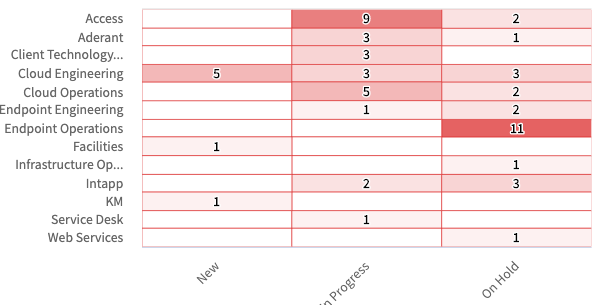 Access 9 2
Aderant 3 1
Client Technology... 3
Cloud Engineering 5 3 3
Cloud Operations 5 2
Endpoint Engineering 1 2
Endpoint Operations 11
Facilities 1
Infrastructure Op... 1
Intapp 2 3
KM 1
Service Desk 1
Web Services 1
New In Progress On Hold